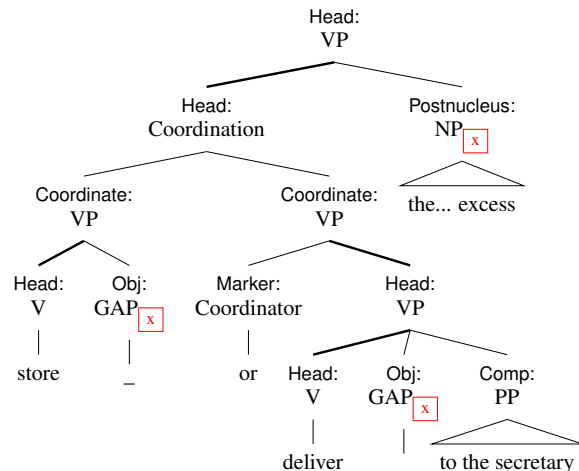 Head:
VP
Head: Postnucleus:
Coordination NP x
Coordinate: Coordinate: the... excess
VP VP
Head: Obj: Marker: Head:
V GAP x Coordinator VP
store _ or Head: Obj: Comp:
V GAP x PP
deliver to the secretary